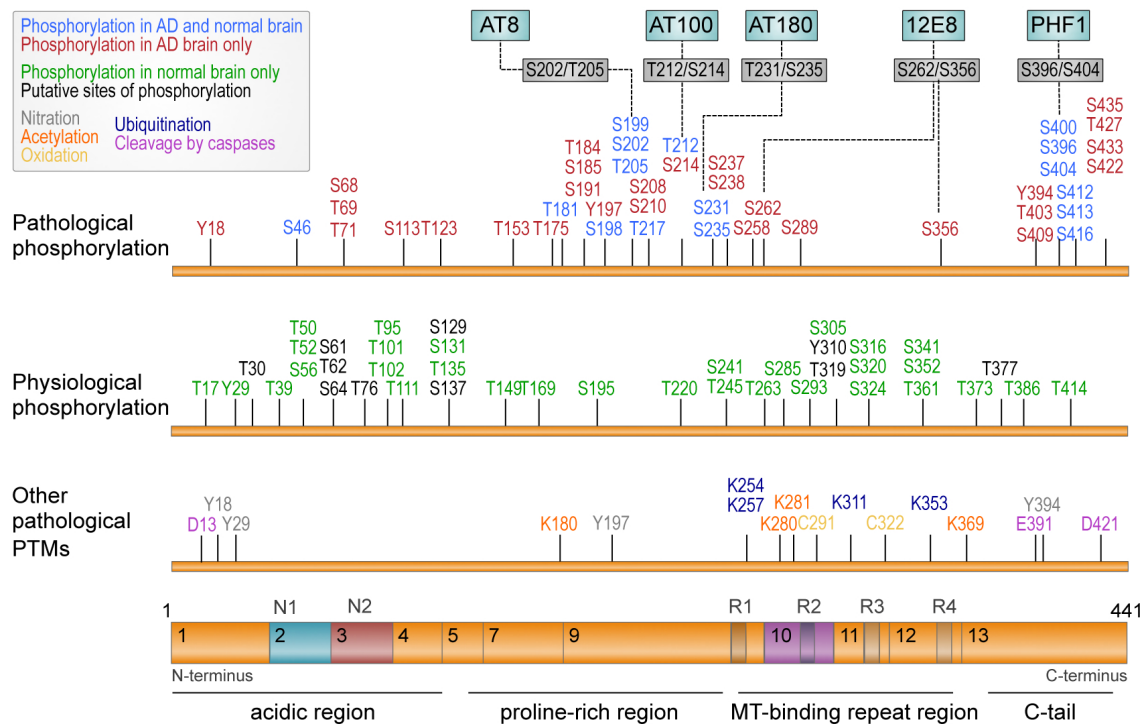 Phosphorylation in AD and normal brain
Phosphorylation in AD brain only
Phosphorylation in normal brain only
Putative sites of phosphorylation
Nitration
Acetylation
Oxidation
Ubiquitination
Cleavage by caspases
AT8 AT100 AT180 12E8 PHF1
S202/T205 T212/S214 T231/S235 S262/S356 S396/S404
Pathological
phosphorylation
Y18
S46
S68
T69
T71
S113
T123
T153
T175
T181
T184
S185
S191
Y197
S198
S199
S202
T205
S208
S210
T217
T212
S214
S231
S235
S237
S238
S258
S262
S289
S356
Y394
T403
S409
S400
S396
S404
S412
S413
S416
S435
T427
S433
S422
Physiological
phosphorylation
T17
Y29
T30
T39
T50
T52
S56
S61
T62
S64
T76
T95
T101
T102
T111
S129
S131
T135
S137
T149
T169
S195
T220
S241
T245
T263
S285
S293
S305
Y310
T319
S316
S320
S324
S341
S352
T361
T373
T377
T386
T414
Other
pathological
PTMs
D13
Y18
Y29
K180
Y197
K254
K257
K281
K280
C291
K311
C322
K353
K369
Y394
E391
D421
1 N1 N2 R1 R2 R3 R4 441
1 2 3 4 5 7 9 10 11 12 13
N-terminus C-terminus
acidic region proline-rich region MT-binding repeat region C-tail